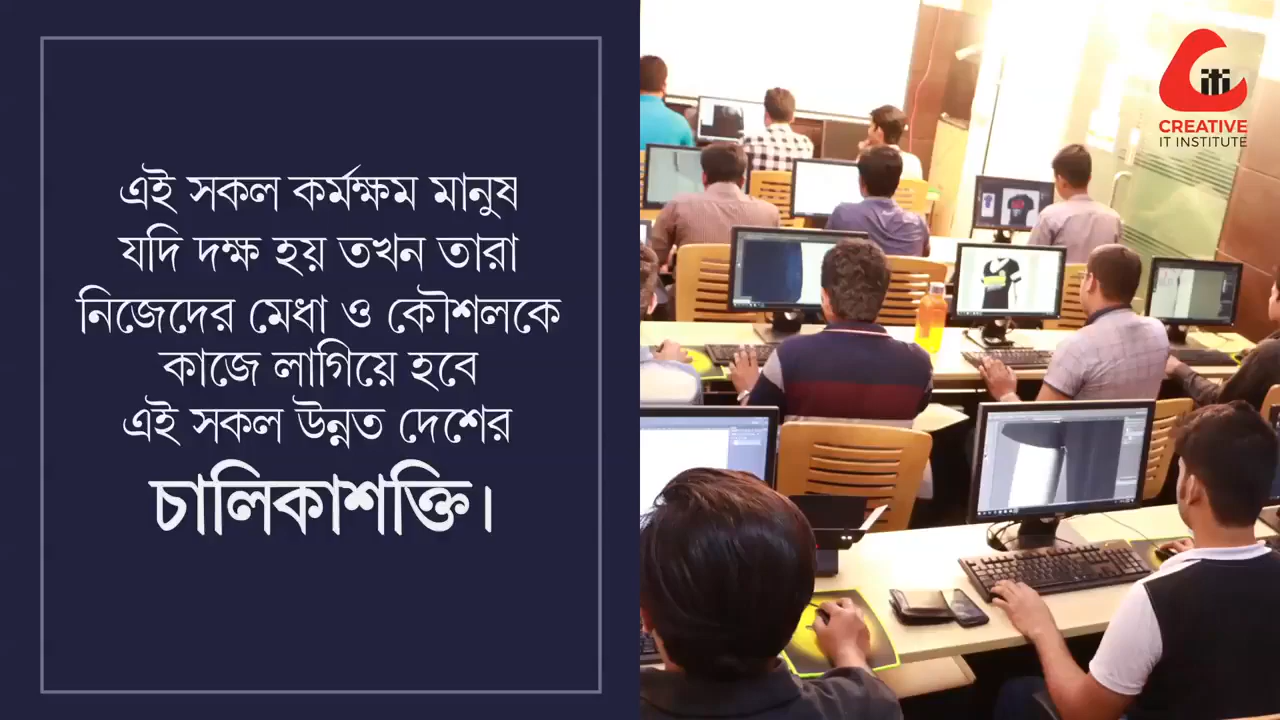 এই সকল কর্মক্ষম মানুষ
যদি দক্ষ হয় তখন তারা
নিজেদের মেধা ও কৌশলকে
কাজে লাগিয়ে হবে
এই সকল উন্নত দেশের
চালিকাশক্তি।
iti
CREATIVE
IT INSTITUTE